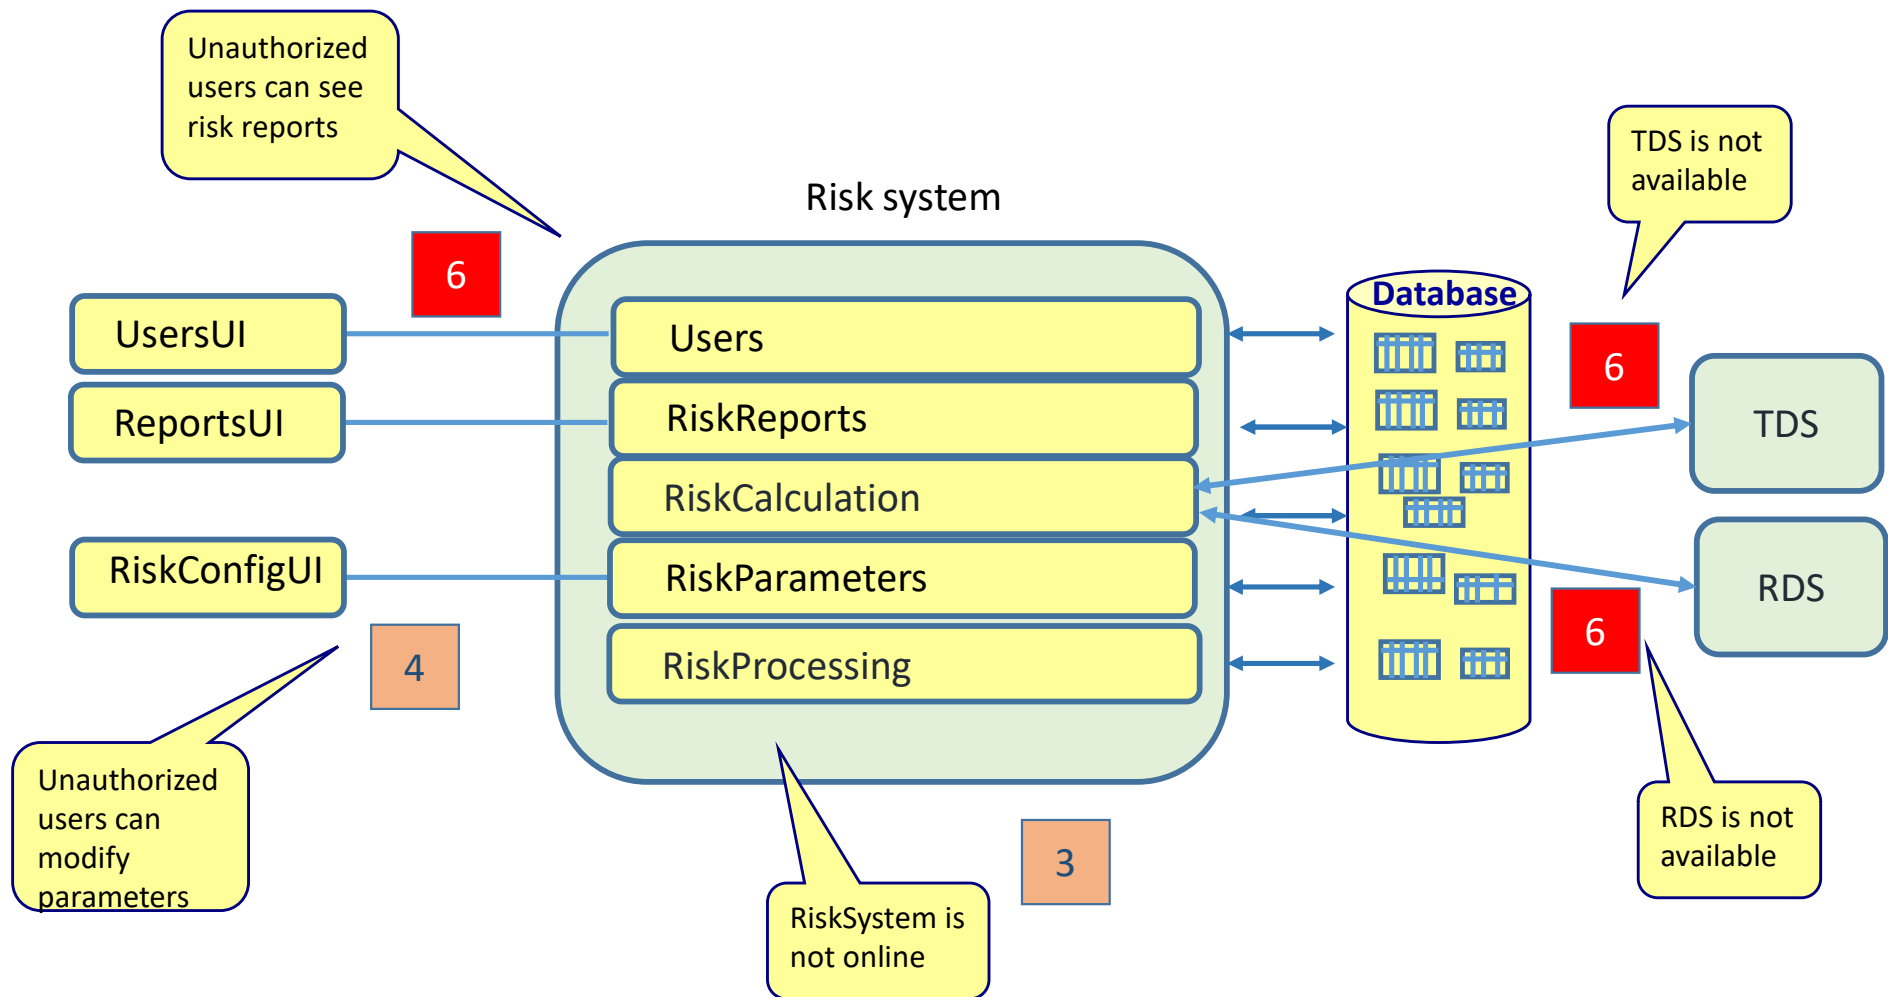 Unauthorized
users can see
risk reports
TDS is not
available
Risk system
6
Database
UsersUI
Users
6
ReportsUI
RiskReports
TDS
RiskCalculation
RiskConfigUI
RiskParameters
RDS
6
4
RiskProcessing
Unauthorized
users can
modify
parameters
3
RDS is not
available
RiskSystem is
not online